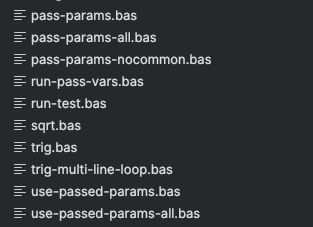 pass-params.bas
pass-params-all.bas
pass-params-nocommon.bas
run-pass-vars.bas
run-test.bas
sqrt.bas
trig.bas
trig-multi-line-loop.bas
use-passed-params.bas
use-passed-params-all.bas